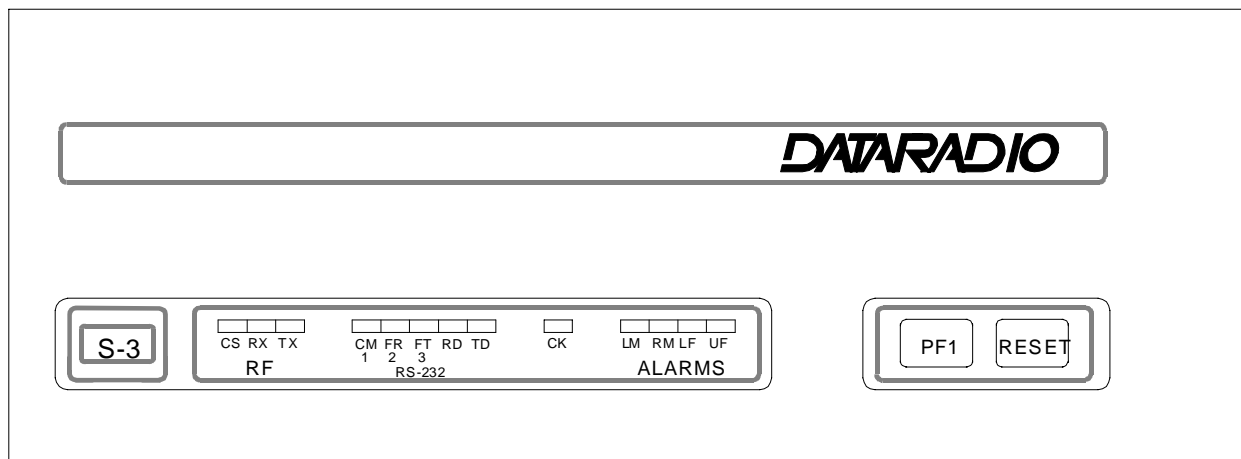 DATARADIO
S-3
CS RX TX
RF
CM FR FT RD TD
1 2 3
RS-232
CK
LM RM LF UF
ALARMS
PF1
RESET